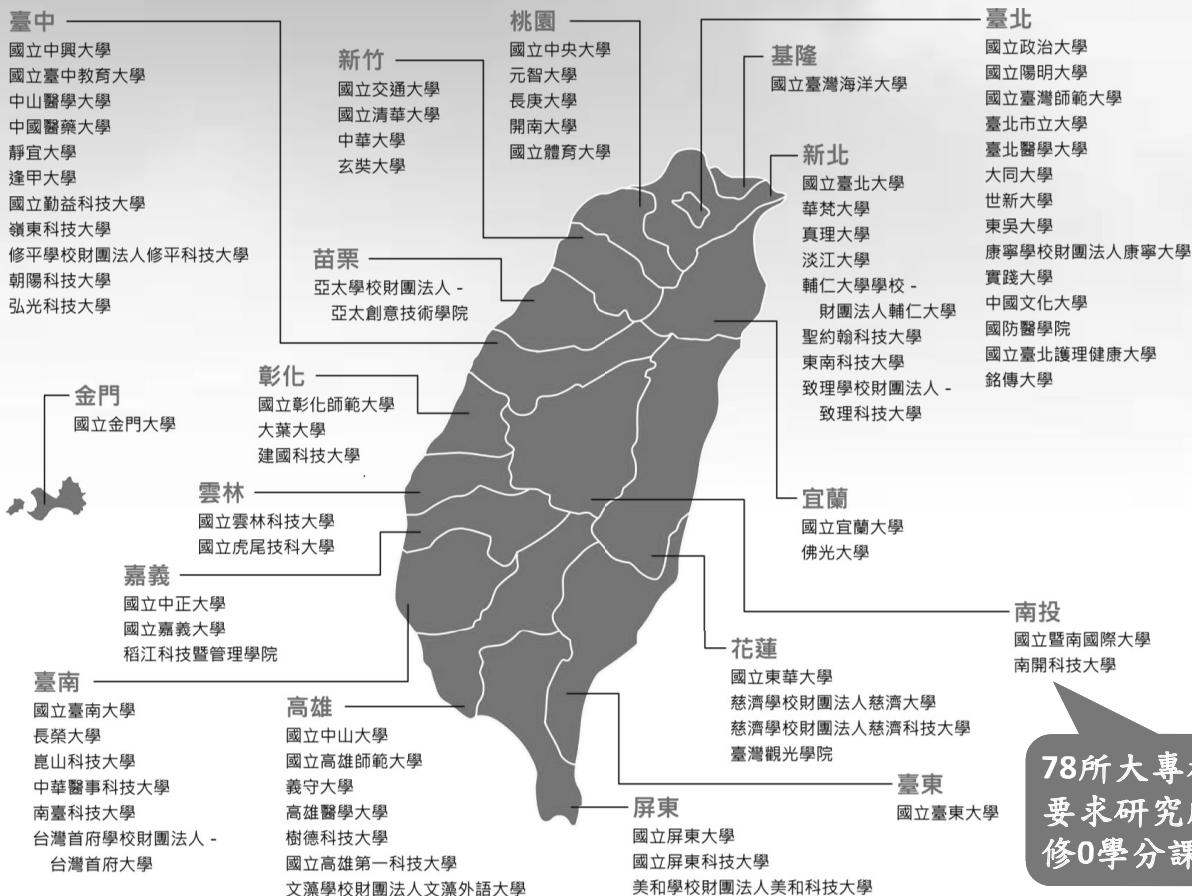 臺中
國立中興大學
國立臺中教育大學
中山醫學大學
中國醫藥大學
靜宜大學
逢甲大學
國立勤益科技大學
嶺東科技大學
修平學校財團法人修平科技大學
朝陽科技大學
弘光科技大學
新竹
國立交通大學
國立清華大學
中華大學
玄奘大學
桃園
國立中央大學
元智大學
長庚大學
開南大學
國立體育大學
基隆
國立臺灣海洋大學
臺北
國立政治大學
國立陽明大學
國立臺灣師範大學
臺北市立大學
臺北醫學大學
大同大學
世新大學
東吳大學
康寧學校財團法人康寧大學
實踐大學
中國文化大學
國防醫學院
國立臺北護理健康大學
銘傳大學
新北
國立臺北大學
華梵大學
真理大學
淡江大學
輔仁大學學校 -
財團法人輔仁大學
聖約翰科技大學
東南科技大學
致理學校財團法人 -
致理科技大學
苗栗
亞太學校財團法人 -
亞太創意技術學院
彰化
國立彰化師範大學
大葉大學
建國科技大學
金門
國立金門大學
雲林
國立雲林科技大學
國立虎尾技科大學
嘉義
國立中正大學
國立嘉義大學
稻江科技暨管理學院
宜蘭
國立宜蘭大學
佛光大學
南投
國立暨南國際大學
南開科技大學
花蓮
國立東華大學
慈濟學校財團法人慈濟大學
慈濟學校財團法人慈濟科技大學
臺灣觀光學院
臺南
國立臺南大學
長榮大學
崑山科技大學
中華醫事科技大學
南臺科技大學
台灣首府學校財團法人 -
台灣首府大學
高雄
國立中山大學
國立高雄師範大學
義守大學
高雄醫學大學
樹德科技大學
國立高雄第一科技大學
文藻學校財團法人文藻外語大學
屏東
國立屏東大學
國立屏東科技大學
美和學校財團法人美和科技大學
臺東
國立臺東大學
78所大專
要求研究
修0學分課